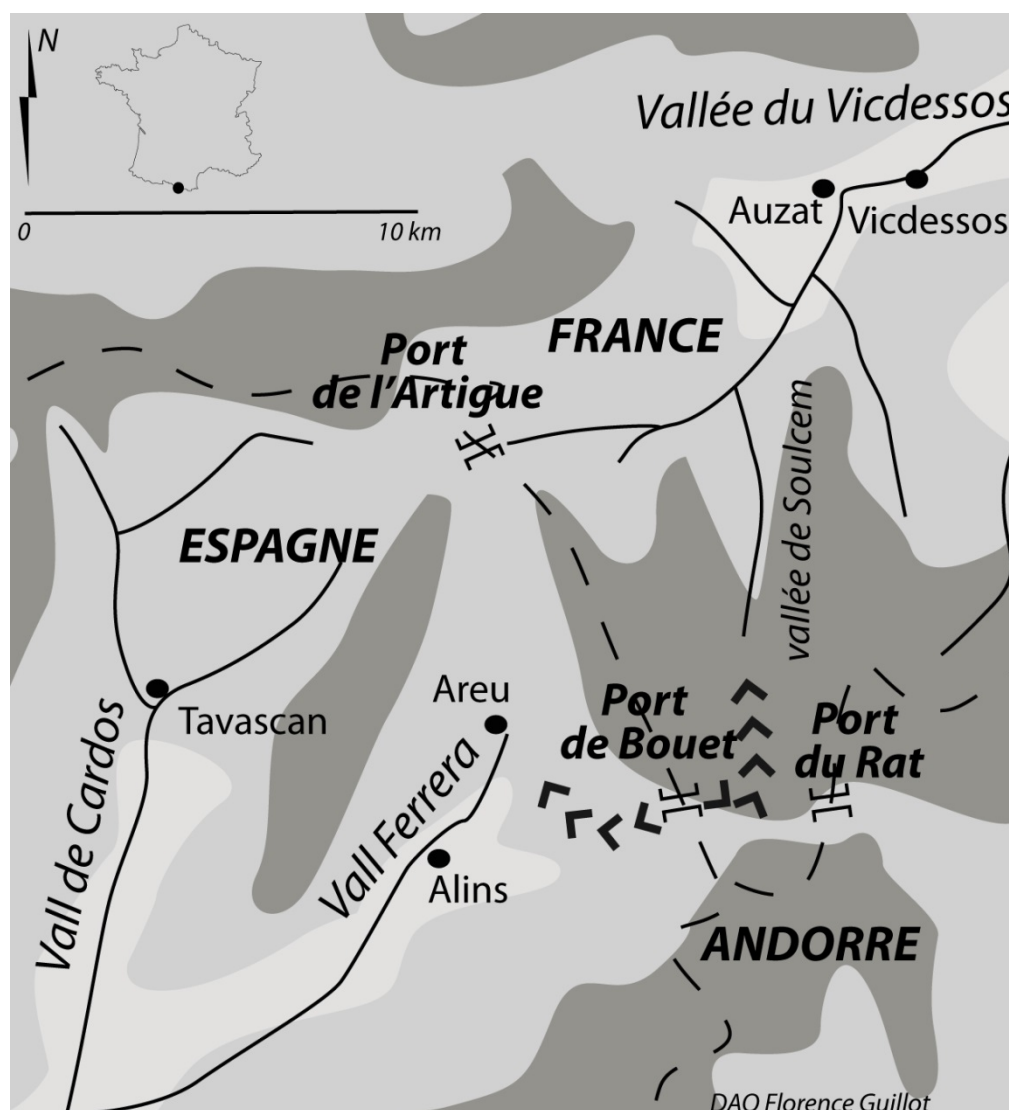 N
Vallée du Vicdessos
0
10 km
Auzat
Vicdessos
FRANCE
Port
de l'Artigue
vallée de Soulcem
ESPAGNE
Areu
Tavascan
Port
de Bouet
Port
du Rat
Vall de Cardos
Vall Ferrera
Alins
ANDORRE
DAO Florence Guillot